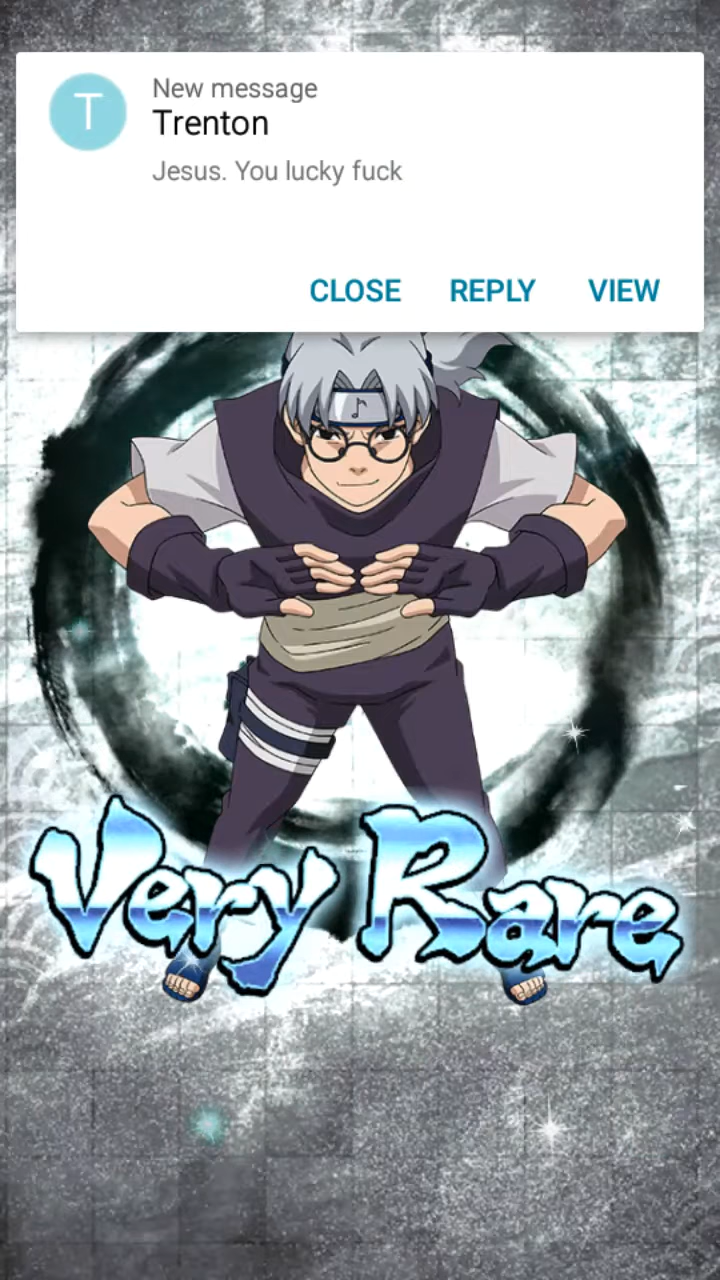 T
New message
Trenton
Jesus. You lucky fuck
CLOSE REPLY VIEW
Very Rare